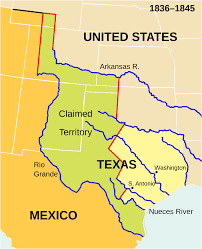 1836–1845
UNITED STATES
Arkansas R.
Claimed
Territory
TEXAS
Washington
Rio
Grande
S. Antonio
Nueces River
MEXICO